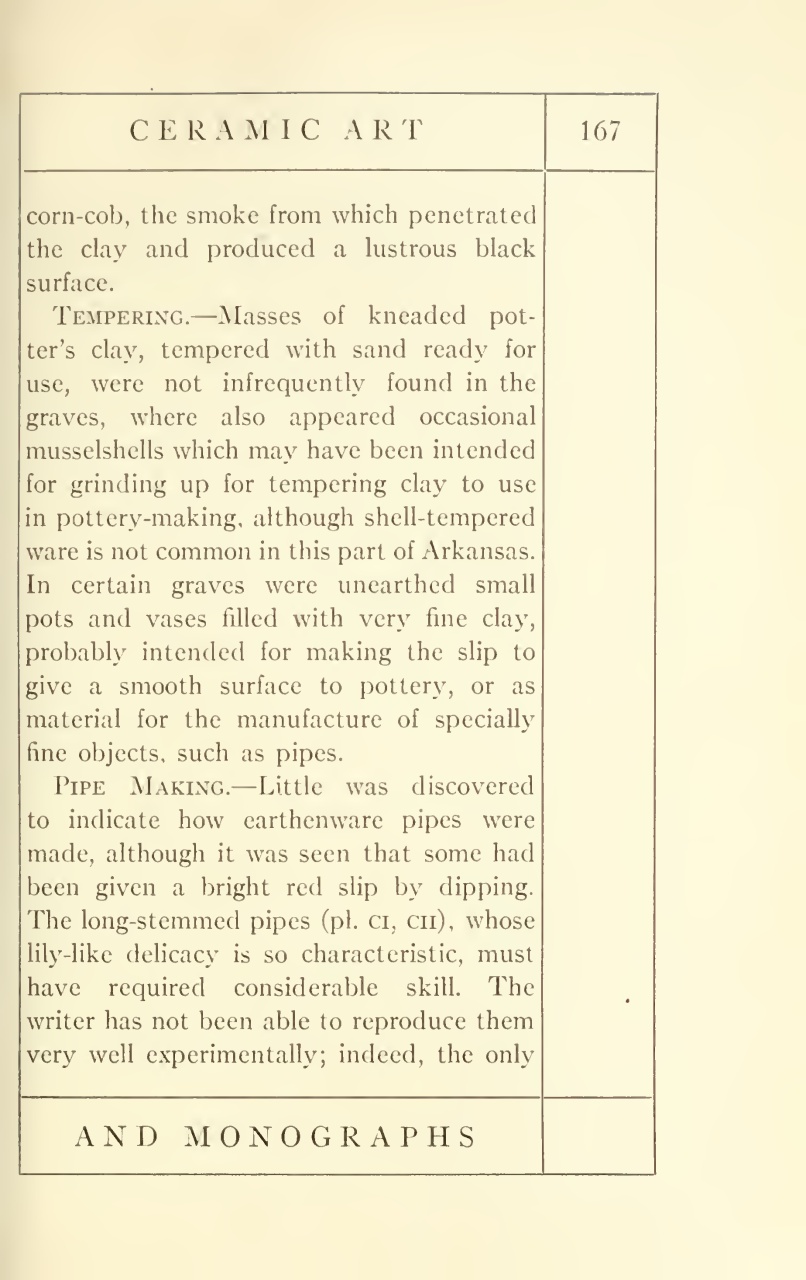 CERAMIC ART
167
corn-cob, the smoke from which penetrated
the clay and produced a lustrous black
surface.
TEMPERING.—Masses of kneaded pot-
ter's clay, tempered with sand ready for
use, were not infrequently found in the
graves, where also appeared occasional
musselshells which may have been intended
for grinding up for tempering clay to use
in pottery-making, although shell-tempered
ware is not common in this part of Arkansas.
In certain graves were unearthed small
pots and vases filled with very fine clay,
probably intended for making the slip to
give a smooth surface to pottery, or as
material for the manufacture of specially
fine objects, such as pipes.
PIPE MAKING.—Little was discovered
to indicate how earthenware pipes were
made, although it was seen that some had
been given a bright red slip by dipping.
The long-stemmed pipes (pl. CI, CII), whose
lily-like delicacy is so characteristic, must
have required considerable skill. The
writer has not been able to reproduce them
very well experimentally; indeed, the only
AND MONOGRAPHS